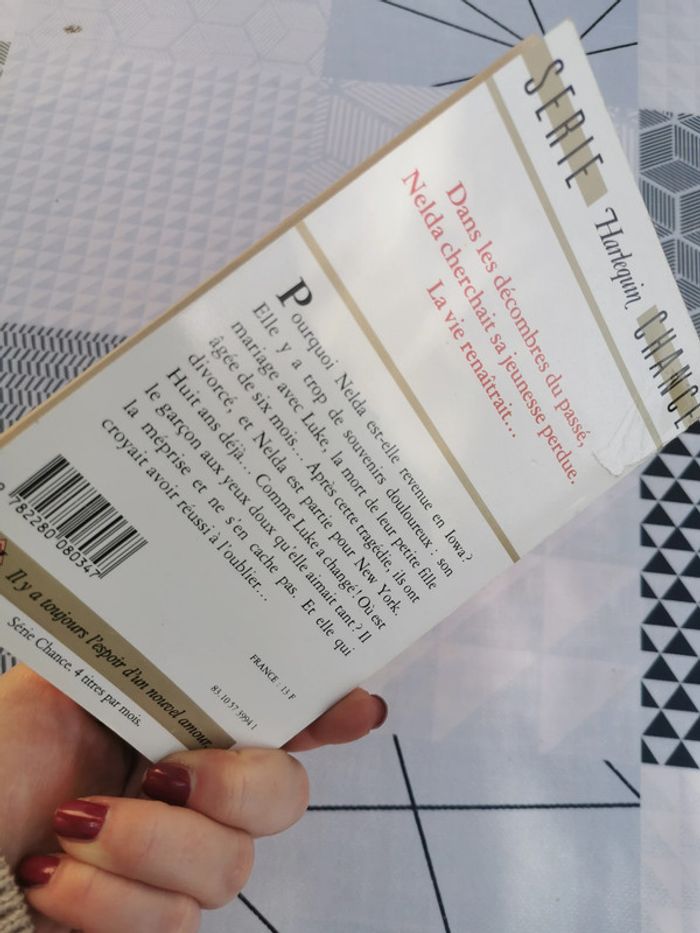 SERIE Harlequin CHANCE
Dans les décombres du passé,
Nelda cherchait sa jeunesse perdue.
La vie renaîtrait...
Pourquoi Nelda est-elle revenue en Iowa?
Elle y a trop de souvenirs douloureux : son
mariage avec Luke, la mort de leur petite fille
âgée de six mois... Après cette tragédie, ils ont
divorcé, et Nelda est partie pour New York.
Huit ans déjà... Comme Luke a changé! Où est
le garçon aux yeux doux qu'elle aimait tant? Il
la méprise et ne s'en cache pas. Et elle qui
croyait avoir réussi à l'oublier...
FRANCE : 13 F
83.10.57.3994.1
9 782280 080347
Il y a toujours l'espoir d'un nouvel amour.
Série Chance. 4 titres par mois.